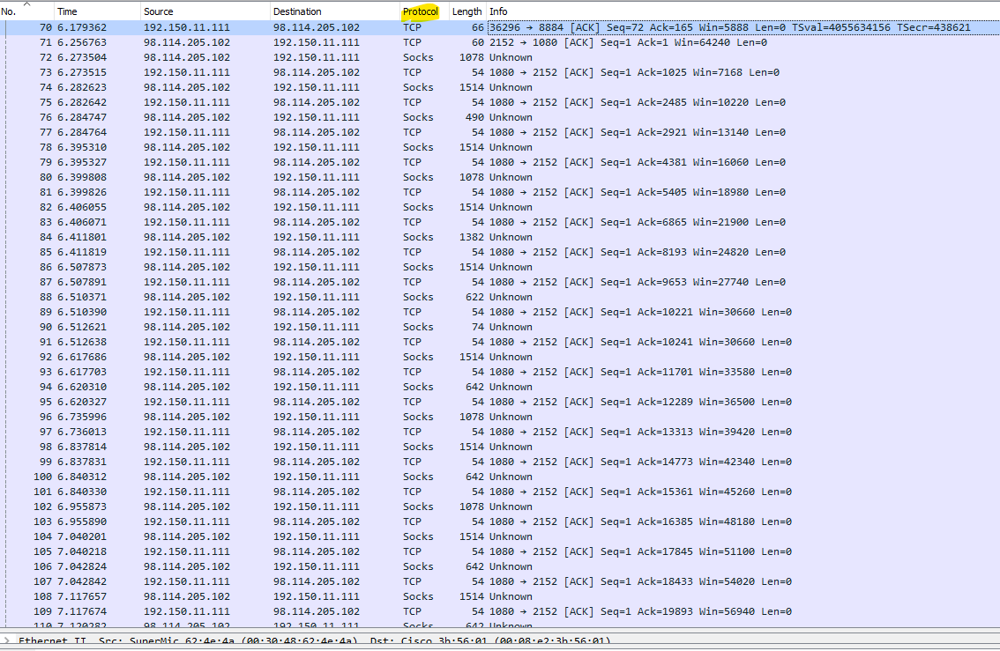 No. Time Source Destination Protocol Length Info
70 6.179362 192.150.11.111 98.114.205.102 TCP 66 36296 → 8884 [ACK] Seq=72 Ack=165 Win=5888 Len=0 TSval=4055634156 TSecr=438621
71 6.256763 98.114.205.102 192.150.11.111 TCP 60 2152 → 1080 [ACK] Seq=1 Ack=1 Win=64240 Len=0
72 6.273504 98.114.205.102 192.150.11.111 Socks 1078 Unknown
73 6.273515 192.150.11.111 98.114.205.102 TCP 54 1080 → 2152 [ACK] Seq=1 Ack=1025 Win=7168 Len=0
74 6.282623 98.114.205.102 192.150.11.111 Socks 1514 Unknown
75 6.282642 192.150.11.111 98.114.205.102 TCP 54 1080 → 2152 [ACK] Seq=1 Ack=2485 Win=10220 Len=0
76 6.284747 98.114.205.102 192.150.11.111 Socks 490 Unknown
77 6.284764 192.150.11.111 98.114.205.102 TCP 54 1080 → 2152 [ACK] Seq=1 Ack=2921 Win=13140 Len=0
78 6.395310 98.114.205.102 192.150.11.111 Socks 1514 Unknown
79 6.395327 192.150.11.111 98.114.205.102 TCP 54 1080 → 2152 [ACK] Seq=1 Ack=4381 Win=16060 Len=0
80 6.399808 98.114.205.102 192.150.11.111 Socks 1078 Unknown
81 6.399826 192.150.11.111 98.114.205.102 TCP 54 1080 → 2152 [ACK] Seq=1 Ack=5405 Win=18980 Len=0
82 6.406055 98.114.205.102 192.150.11.111 Socks 1514 Unknown
83 6.406071 192.150.11.111 98.114.205.102 TCP 54 1080 → 2152 [ACK] Seq=1 Ack=6865 Win=21900 Len=0
84 6.411801 98.114.205.102 192.150.11.111 Socks 1382 Unknown
85 6.411819 192.150.11.111 98.114.205.102 TCP 54 1080 → 2152 [ACK] Seq=1 Ack=8193 Win=24820 Len=0
86 6.507873 98.114.205.102 192.150.11.111 Socks 1514 Unknown
87 6.507891 192.150.11.111 98.114.205.102 TCP 54 1080 → 2152 [ACK] Seq=1 Ack=9653 Win=27740 Len=0
88 6.510371 98.114.205.102 192.150.11.111 Socks 622 Unknown
89 6.510390 192.150.11.111 98.114.205.102 TCP 54 1080 → 2152 [ACK] Seq=1 Ack=10221 Win=30660 Len=0
90 6.512621 98.114.205.102 192.150.11.111 Socks 74 Unknown
91 6.512638 192.150.11.111 98.114.205.102 TCP 54 1080 → 2152 [ACK] Seq=1 Ack=10241 Win=30660 Len=0
92 6.617686 98.114.205.102 192.150.11.111 Socks 1514 Unknown
93 6.617703 192.150.11.111 98.114.205.102 TCP 54 1080 → 2152 [ACK] Seq=1 Ack=11701 Win=33580 Len=0
94 6.620310 98.114.205.102 192.150.11.111 Socks 642 Unknown
95 6.620327 192.150.11.111 98.114.205.102 TCP 54 1080 → 2152 [ACK] Seq=1 Ack=12289 Win=36500 Len=0
96 6.735996 98.114.205.102 192.150.11.111 Socks 1078 Unknown
97 6.736013 192.150.11.111 98.114.205.102 TCP 54 1080 → 2152 [ACK] Seq=1 Ack=13313 Win=39420 Len=0
98 6.837814 98.114.205.102 192.150.11.111 Socks 1514 Unknown
99 6.837831 192.150.11.111 98.114.205.102 TCP 54 1080 → 2152 [ACK] Seq=1 Ack=14773 Win=42340 Len=0
100 6.840312 98.114.205.102 192.150.11.111 Socks 642 Unknown
101 6.840330 192.150.11.111 98.114.205.102 TCP 54 1080 → 2152 [ACK] Seq=1 Ack=15361 Win=45260 Len=0
102 6.955873 98.114.205.102 192.150.11.111 Socks 1078 Unknown
103 6.955890 192.150.11.111 98.114.205.102 TCP 54 1080 → 2152 [ACK] Seq=1 Ack=16385 Win=48180 Len=0
104 7.040201 98.114.205.102 192.150.11.111 Socks 1514 Unknown
105 7.040218 192.150.11.111 98.114.205.102 TCP 54 1080 → 2152 [ACK] Seq=1 Ack=17845 Win=51100 Len=0
106 7.042824 98.114.205.102 192.150.11.111 Socks 642 Unknown
107 7.042842 192.150.11.111 98.114.205.102 TCP 54 1080 → 2152 [ACK] Seq=1 Ack=18433 Win=54020 Len=0
108 7.117657 98.114.205.102 192.150.11.111 Socks 1514 Unknown
109 7.117674 192.150.11.111 98.114.205.102 TCP 54 1080 → 2152 [ACK] Seq=1 Ack=19893 Win=56940 Len=0
110 7.120282 98.114.205.102 192.150.11.111 Socks 642 Unknown
Ethernet II, Src: SuperMic_62:4e:4a (00:30:48:62:4e:4a), Dst: Cisco_3b:56:01 (00:08:e2:3b:56:01)